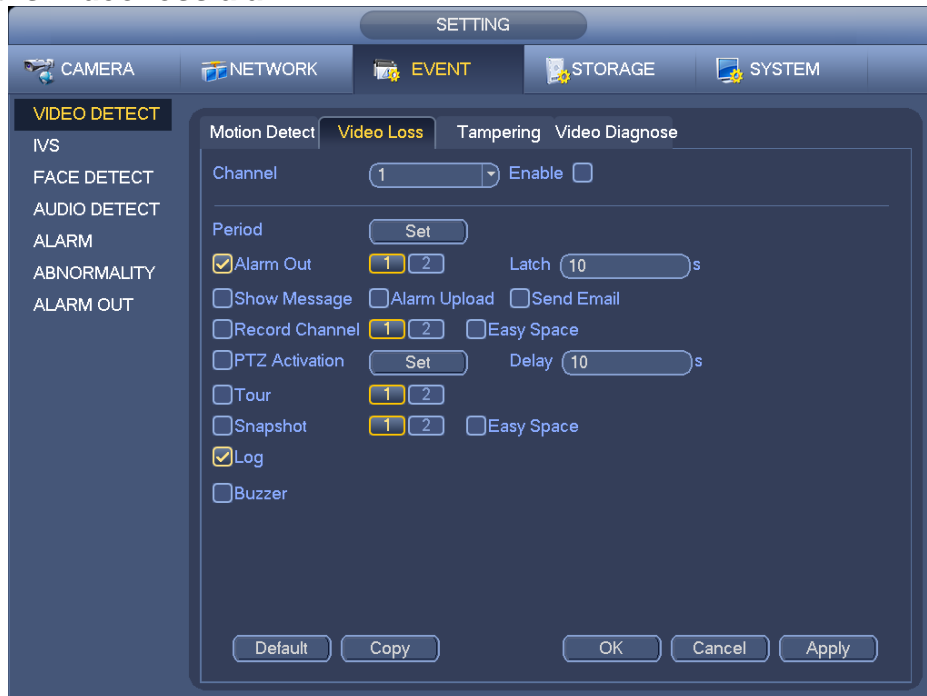 SETTING
CAMERA NETWORK EVENT STORAGE SYSTEM
VIDEO DETECT
IVS
FACE DETECT
AUDIO DETECT
ALARM
ABNORMALITY
ALARM OUT
Motion Detect Video Loss Tampering Video Diagnose
Channel 1 Enable
Period Set
Alarm Out 1 2 Latch 10 s
Show Message Alarm Upload Send Email
Record Channel 1 2 Easy Space
PTZ Activation Set Delay 10 s
Tour 1 2
Snapshot 1 2 Easy Space
Log
Buzzer
Default Copy OK Cancel Apply